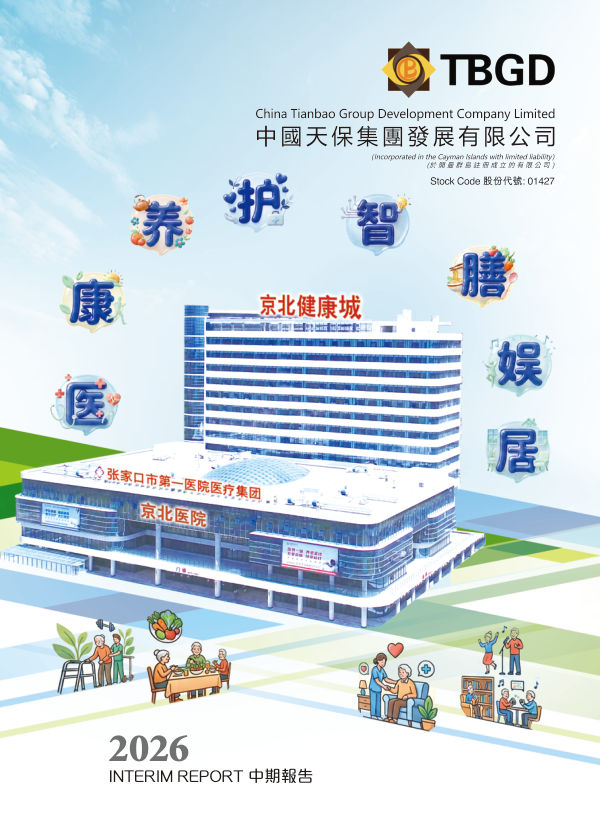 TBGD
China Tianbao Group Development Company Limited
中國天保集團發展有限公司
(Incorporated in the Cayman Islands with limited liability)
(於開曼群島註冊成立的有限公司)
Stock Code 股份代號: 01427
医
康
养
护
智
膳
娱
居
京北健康城
张家口市第一医院医疗集团
京北医院
2026
INTERIM REPORT 中期報告